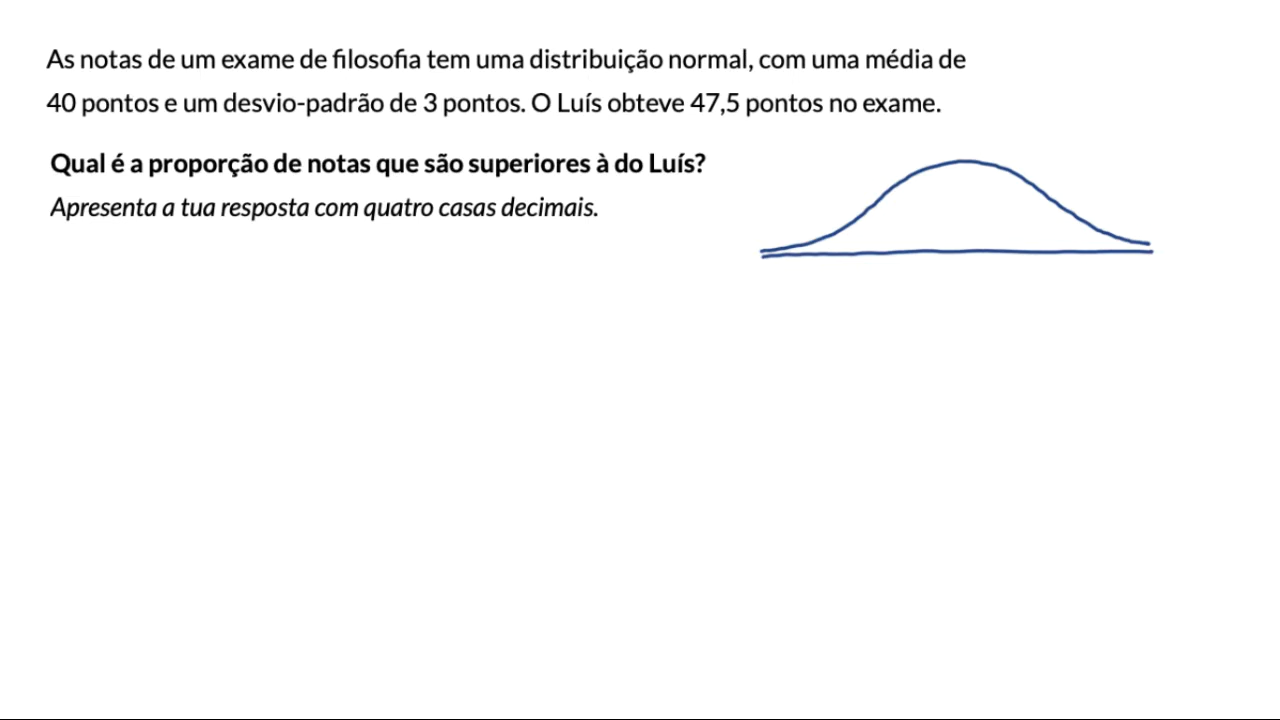 As notas de um exame de filosofia tem uma distribuição normal, com uma média de
40 pontos e um desvio-padrão de 3 pontos. O Luís obteve 47,5 pontos no exame.
Qual é a proporção de notas que são superiores à do Luís?
Apresenta a tua resposta com quatro casas decimais.